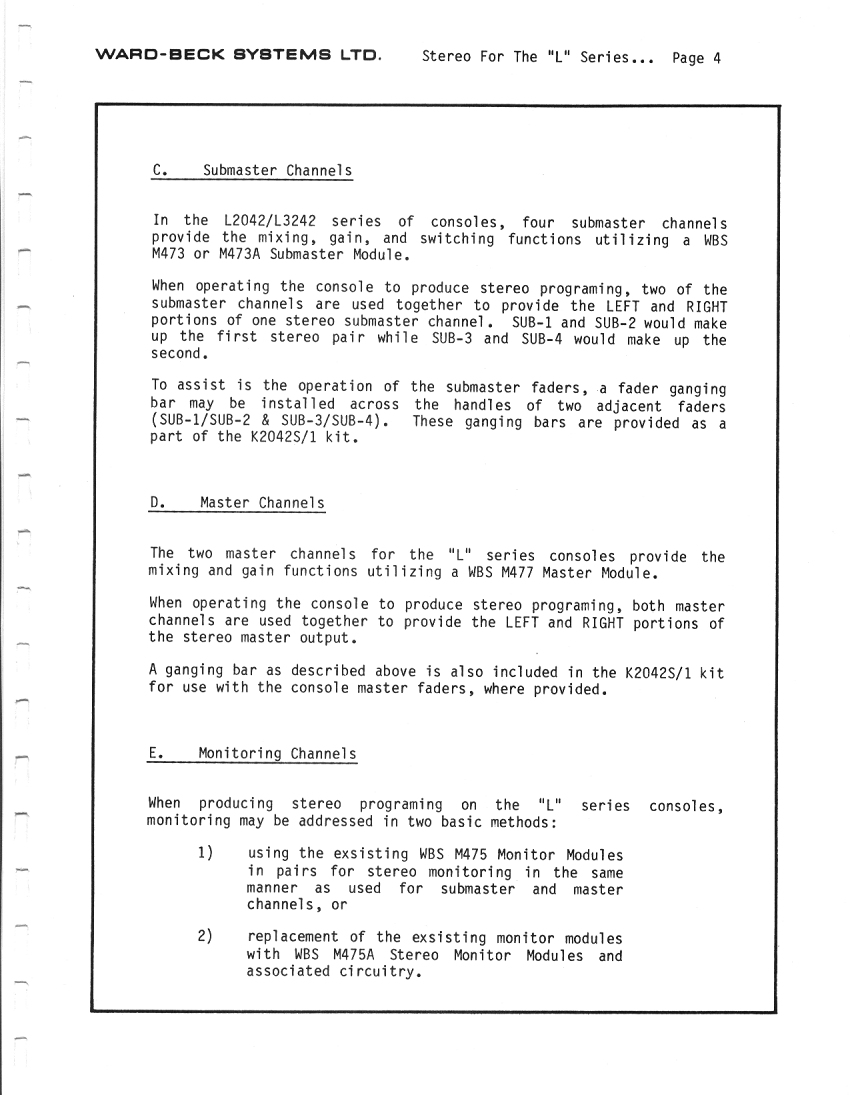 WARD-BECK SYSTEMS LTD. Stereo For The "L" Series... Page 4
C. Submaster Channels
In the L2042/L3242 series of consoles, four submaster channels
provide the mixing, gain, and switching functions utilizing a WBS
M473 or M473A Submaster Module.
When operating the console to produce stereo programing, two of the
submaster channels are used together to provide the LEFT and RIGHT
portions of one stereo submaster channel. SUB-1 and SUB-2 would make
up the first stereo pair while SUB-3 and SUB-4 would make up the
second.
To assist is the operation of the submaster faders, a fader ganging
bar may be installed across the handles of two adjacent faders
(SUB-1/SUB-2 & SUB-3/SUB-4). These ganging bars are provided as a
part of the K2042S/1 kit.
D. Master Channels
The two master channels for the "L" series consoles provide the
mixing and gain functions utilizing a WBS M477 Master Module.
When operating the console to produce stereo programing, both master
channels are used together to provide the LEFT and RIGHT portions of
the stereo master output.
A ganging bar as described above is also included in the K2042S/1 kit
for use with the console master faders, where provided.
E. Monitoring Channels
When producing stereo programing on the "L" series consoles,
monitoring may be addressed in two basic methods:
1) using the exsisting WBS M475 Monitor Modules
in pairs for stereo monitoring in the same
manner as used for submaster and master
channels, or
2) replacement of the exsisting monitor modules
with WBS M475A Stereo Monitor Modules and
associated circuitry.